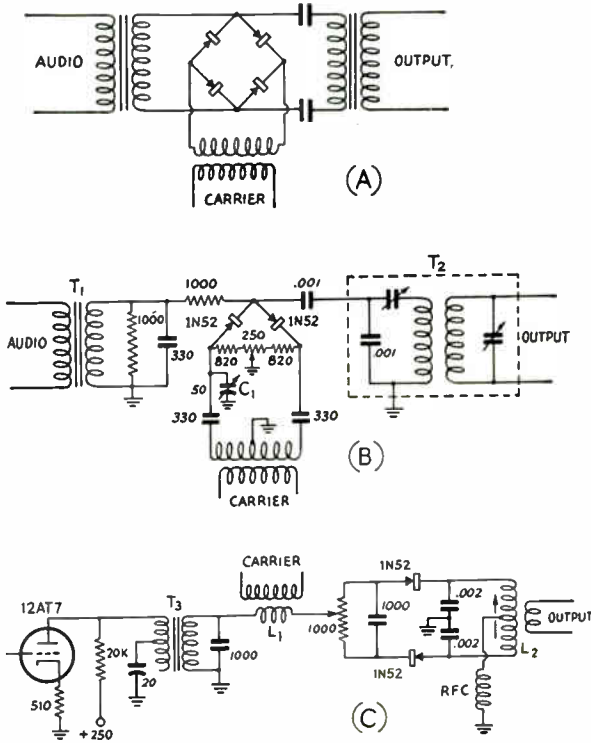 AUDIO
OUTPUT,
CARRIER
(A)
T1
T2
1000
.001
1N52
1N52
AUDIO
1000
330
250
.001
OUTPUT
820
820
50
C1
330
330
(B)
CARRIER
CARRIER
1N52
12AT7
T3
.002
L1
1000
1000
OUTPUT
20K
1000
.002
L2
510
20
1N52
RFC
+250
(C)